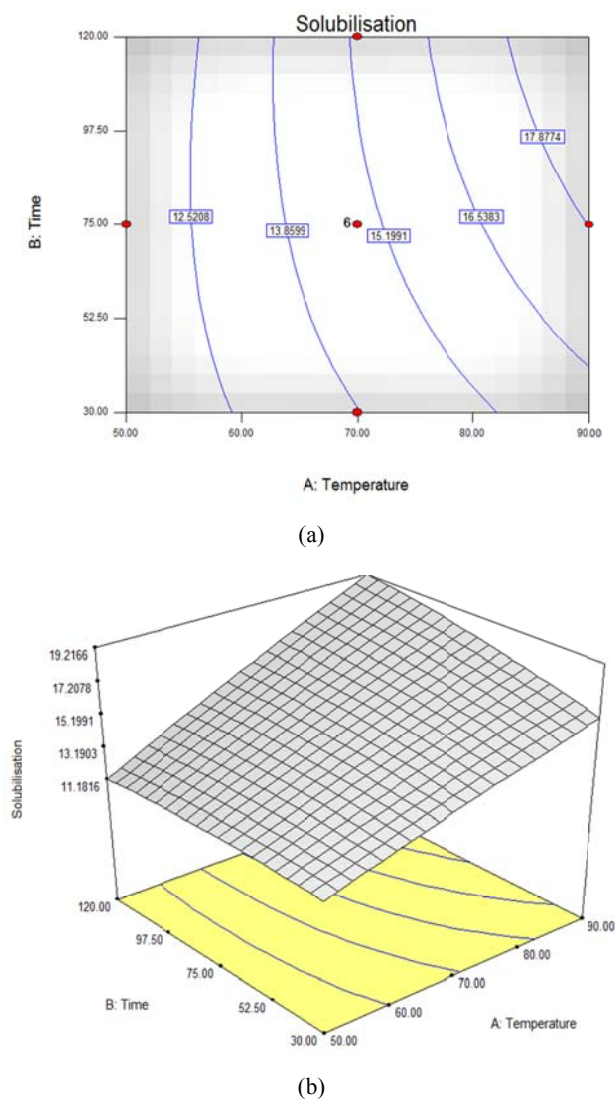 Solubilisation
120.00
97.50
75.00
52.50
30.00
B: Time
17.8774
12.5208
13.8599
6
15.1991
16.5383
50.00 60.00 70.00 80.00 90.00
A: Temperature
(a)
19.2166
17.2078
15.1991
13.1903
11.1816
Solubilisation
120.00
97.50
75.00
52.50
30.00
B: Time
90.00
80.00
70.00
60.00
50.00
A: Temperature
(b)